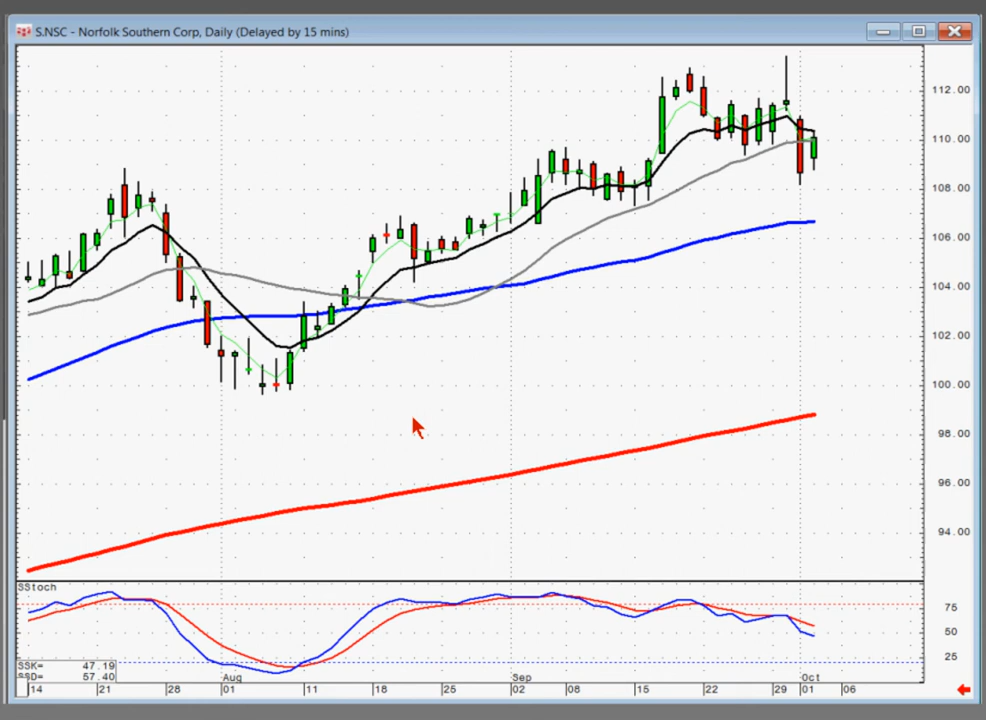 S.NSC - Norfolk Southern Corp, Daily (Delayed by 15 mins)
112.00
110.00
108.00
106.00
104.00
102.00
100.00
98.00
96.00
94.00
SStoch
75
50
25
SSK= 47.19
SSD= 57.40
Aug Sep Oct
14 21 28 01 11 18 25 02 08 15 22 29 01 06